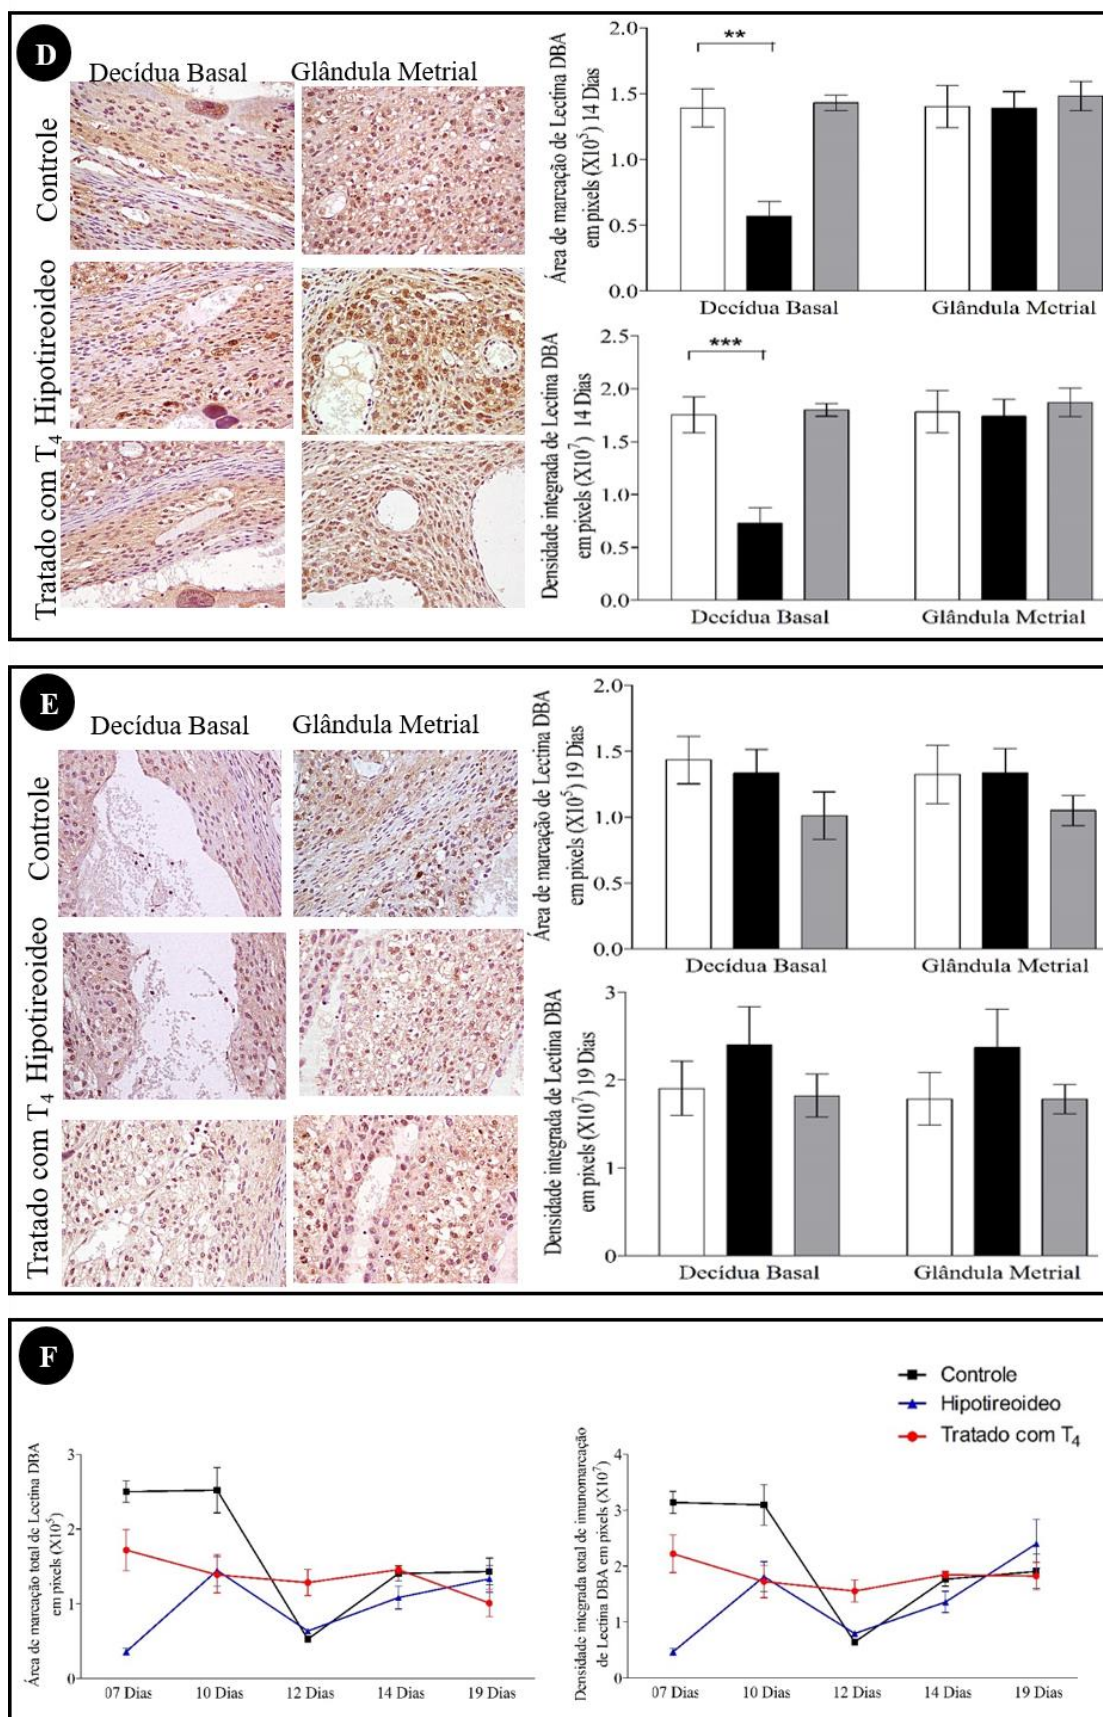 D
Decídua Basal
Glândula Metrial
Controle
Hipotireoideo
Tratado com T4
Área de marcação de Lectina DBA
em pixels (X10⁵) 14 Dias
2.0
1.5
1.0
0.5
0.0
**
Decídua Basal
Glândula Metrial
Densidade integrada de Lectina DBA
em pixels (X10⁷) 14 Dias
2.5
2.0
1.5
1.0
0.5
0.0
***
Decídua Basal
Glândula Metrial
E
Decídua Basal
Glândula Metrial
Controle
Hipotireoideo
Tratado com T4
Área de marcação de Lectina DBA
em pixels (X10⁵) 19 Dias
2.0
1.5
1.0
0.5
0.0
Decídua Basal
Glândula Metrial
Densidade integrada de Lectina DBA
em pixels (X10⁷) 19 Dias
3
2
1
0
Decídua Basal
Glândula Metrial
F
Controle
Hipotireoideo
Tratado com T4
Área de marcação total de Lectina DBA
em pixels (X10⁵)
3
2
1
0
07 Dias
10 Dias
12 Dias
14 Dias
19 Dias
Densidade integrada total de imunomarcação
de Lectina DBA em pixels (X10⁷)
4
3
2
1
0
07 Dias
10 Dias
12 Dias
14 Dias
19 Dias